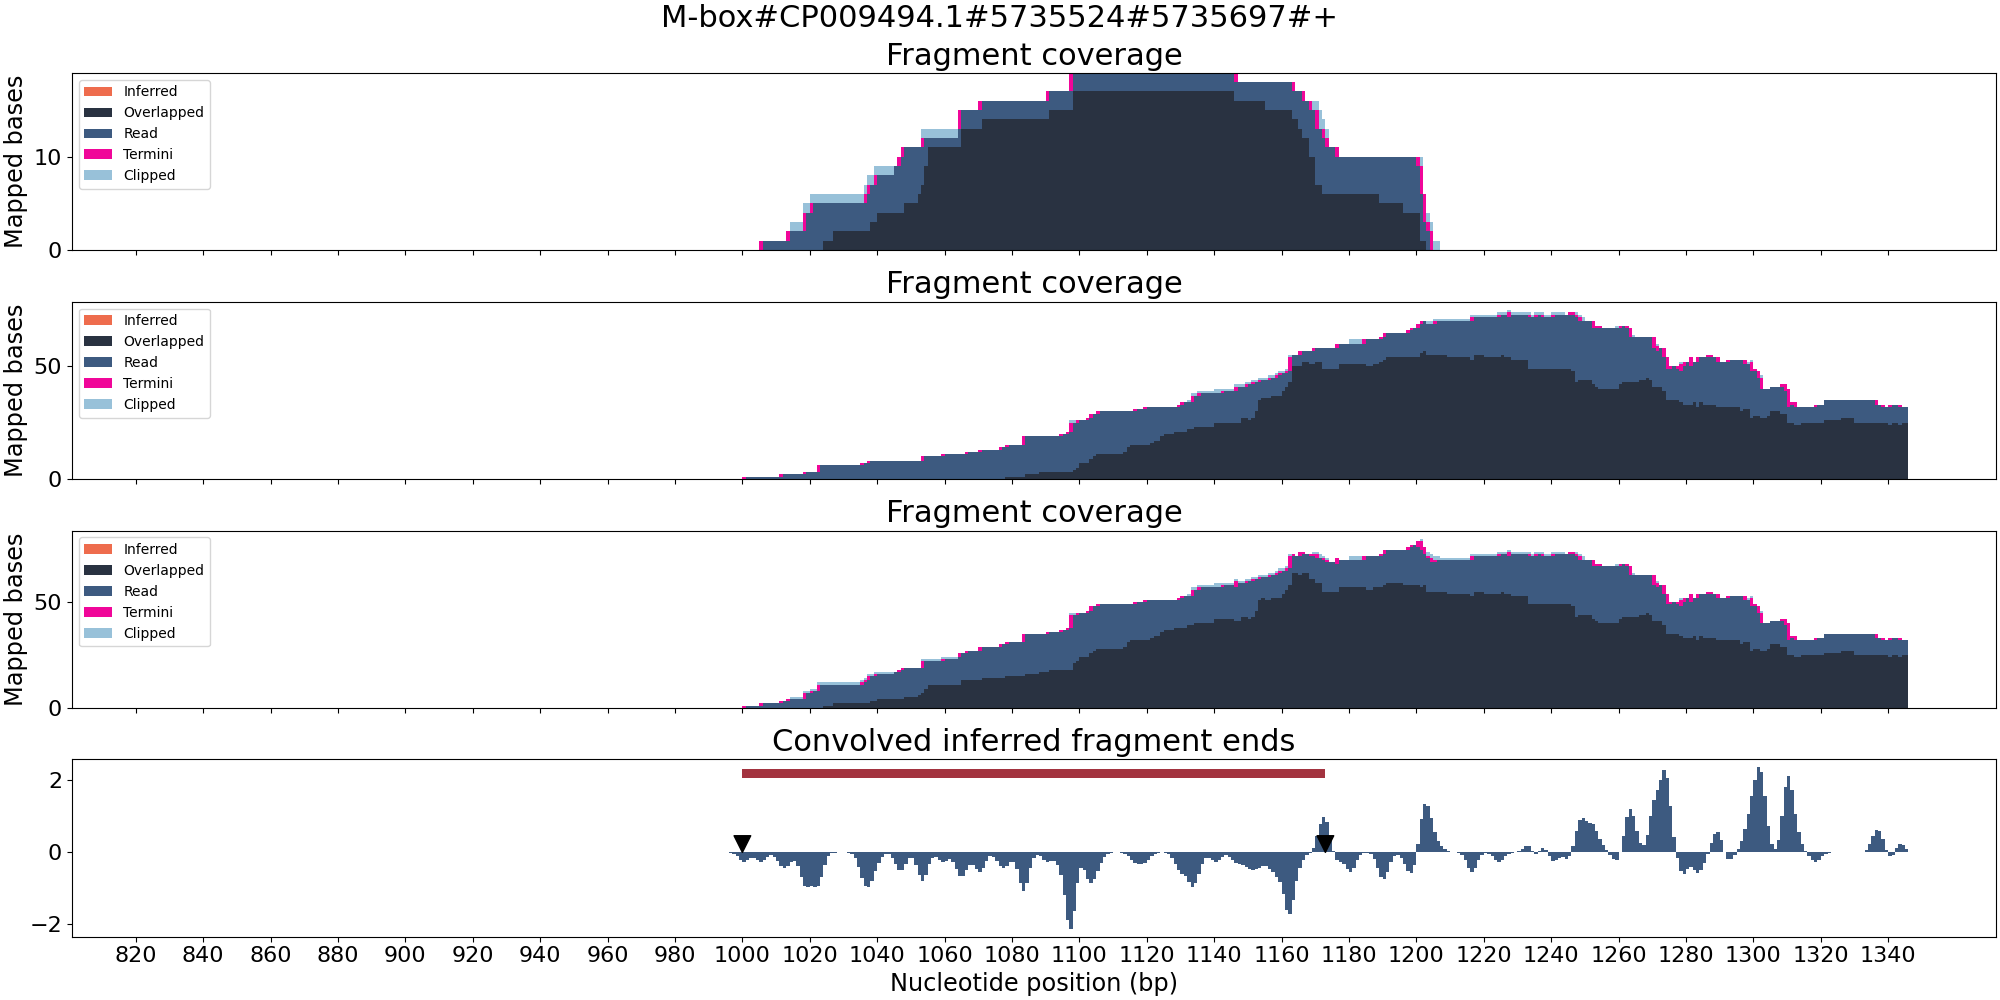 M-box#CP009494.1#5735524#5735697#+
Fragment coverage
Mapped bases
10
0
Inferred
Overlapped
Read
Termini
Clipped
Fragment coverage
Mapped bases
50
0
Inferred
Overlapped
Read
Termini
Clipped
Fragment coverage
Mapped bases
50
0
Inferred
Overlapped
Read
Termini
Clipped
Convolved inferred fragment ends
2
0
−2
820 840 860 880 900 920 940 960 980 1000 1020 1040 1060 1080 1100 1120 1140 1160 1180 1200 1220 1240 1260 1280 1300 1320 1340
Nucleotide position (bp)